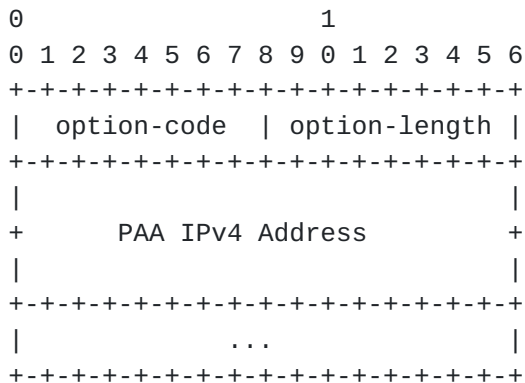 0                   1
0 1 2 3 4 5 6 7 8 9 0 1 2 3 4 5 6
+-+-+-+-+-+-+-+-+-+-+-+-+-+-+-+-+
|  option-code  | option-length |
+-+-+-+-+-+-+-+-+-+-+-+-+-+-+-+-+
|                               |
+      PAA IPv4 Address         +
|                               |
+-+-+-+-+-+-+-+-+-+-+-+-+-+-+-+-+
|             ...               |
+-+-+-+-+-+-+-+-+-+-+-+-+-+-+-+-+